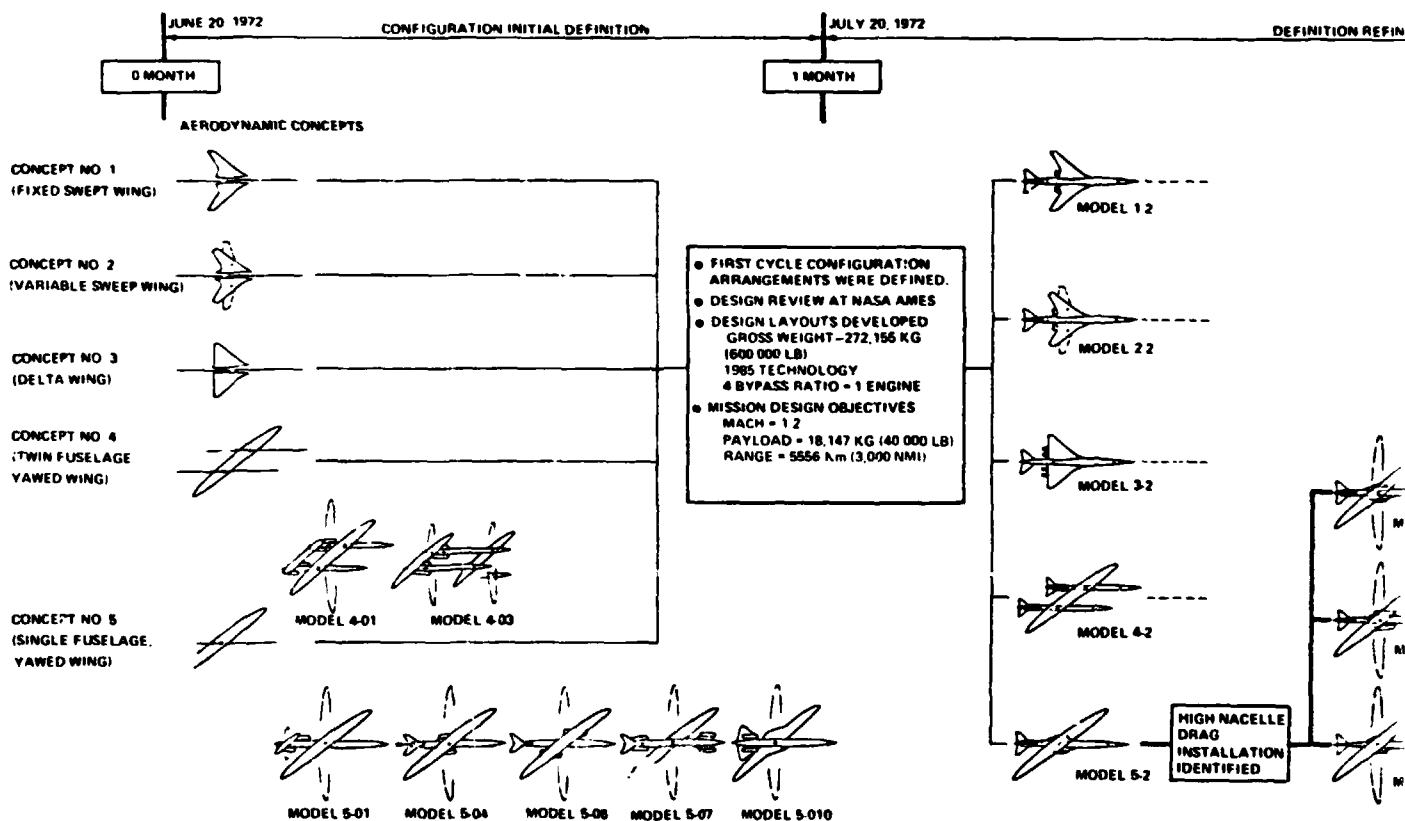 JUNE 20 1972
CONFIGURATION INITIAL DEFINITION
JULY 20, 1972
DEFINITION REFIN
0 MONTH
1 MONTH
AERODYNAMIC CONCEPTS
CONCEPT NO 1
(FIXED SWEPT WING)
CONCEPT NO. 2
(VARIABLE SWEEP WING)
CONCEPT NO 3
(DELTA WING)
CONCEPT NO. 4
(TWIN FUSELAGE
YAWED WING)
MODEL 4-01
MODEL 4-03
CONCEPT NO 5
(SINGLE FUSELAGE,
YAWED WING)
MODEL 5-01
MODEL 5-04
MODEL 5-06
MODEL 5-07
MODEL 5-010
• FIRST CYCLE CONFIGURATION
ARRANGEMENTS WERE DEFINED.
• DESIGN REVIEW AT NASA AMES
• DESIGN LAYOUTS DEVELOPED
GROSS WEIGHT – 272,155 KG
(600 000 LB)
1985 TECHNOLOGY
4 BYPASS RATIO = 1 ENGINE
• MISSION DESIGN OBJECTIVES
MACH = 1 2
PAYLOAD = 18,147 KG (40 000 LB)
RANGE = 5556 Km (3,000 NMI)
MODEL 1 2
MODEL 2 2
MODEL 3-2
MODEL 4-2
MODEL 5-2
HIGH NACELLE
DRAG
INSTALLATION
IDENTIFIED
M
M
M